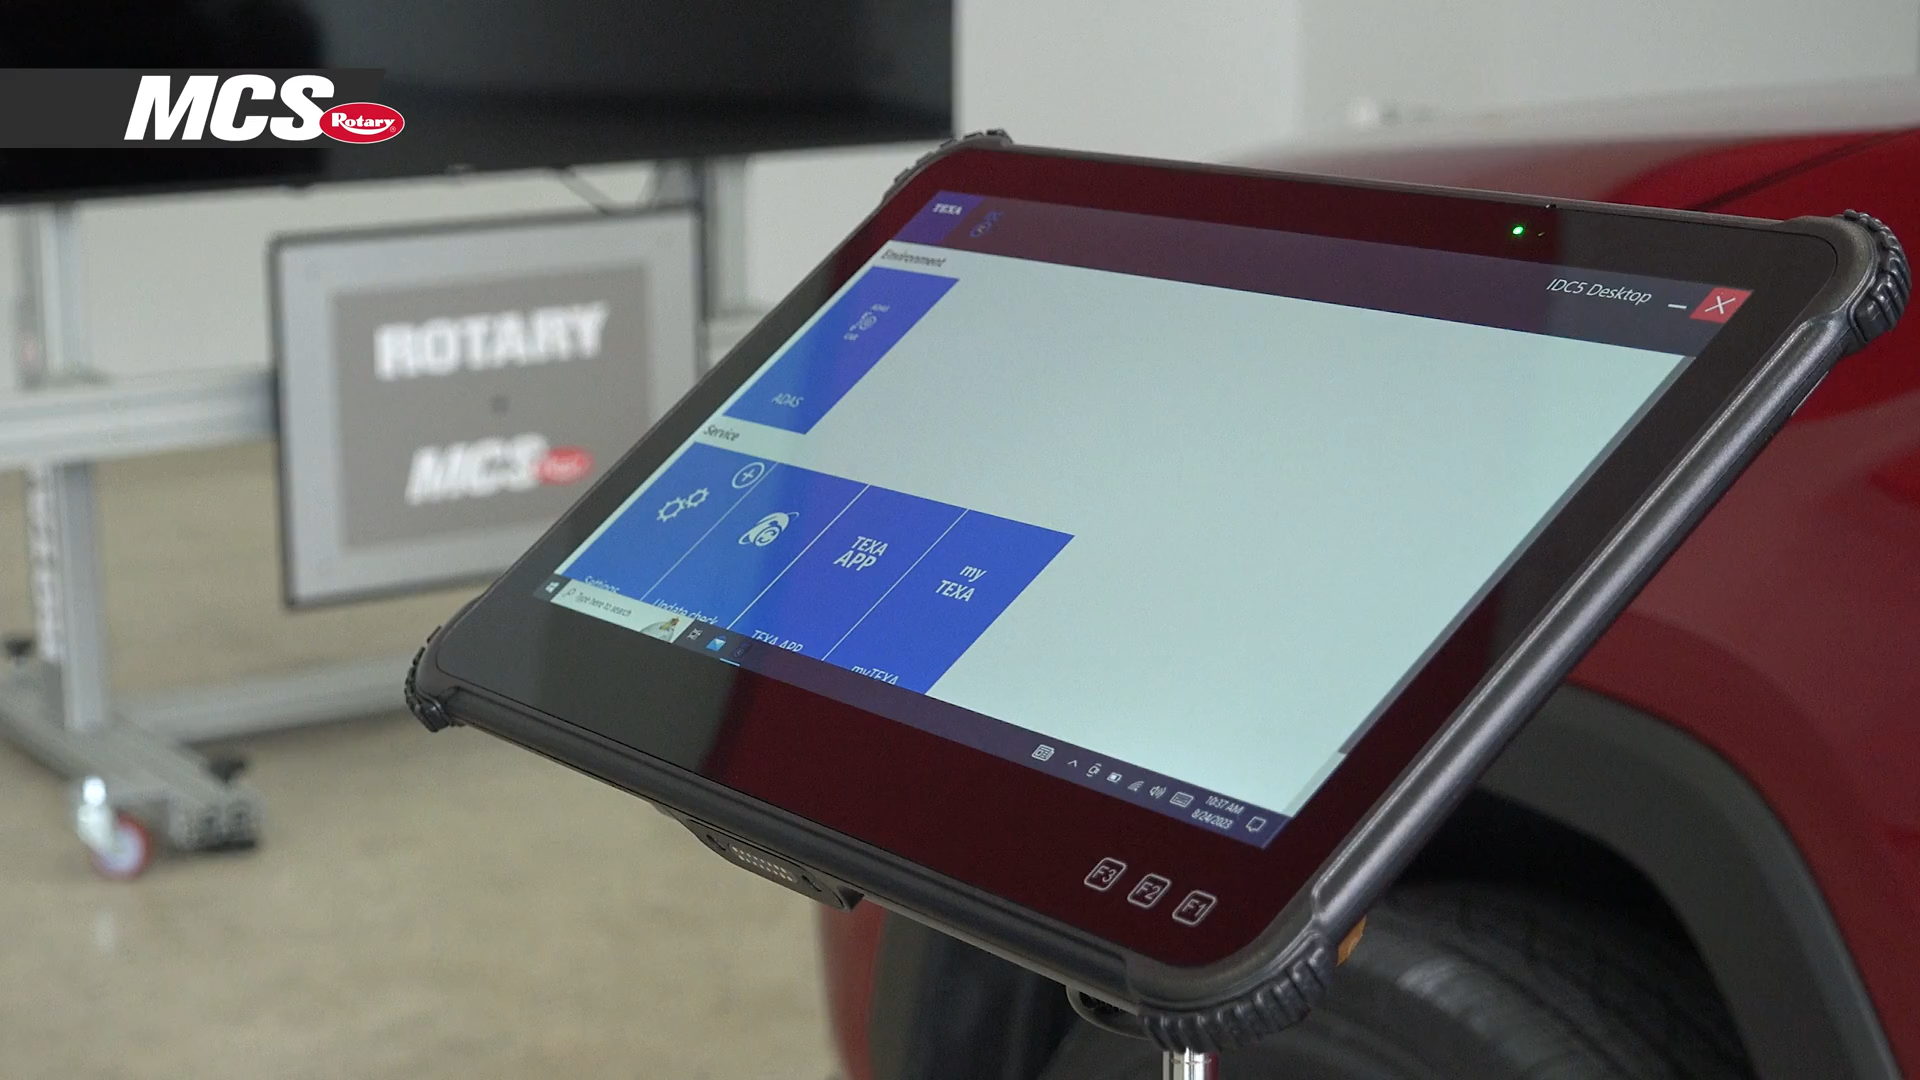 MCS Rotary
ROTARY
MCS
TEXA
IDC5 Desktop
Environment
ADAS
Service
TEXA
APP
my
TEXA
Settings
Update check
TEXA APP
myTEXA
Type here to search
10:37 AM
8/24/2023
F3 F2 F1